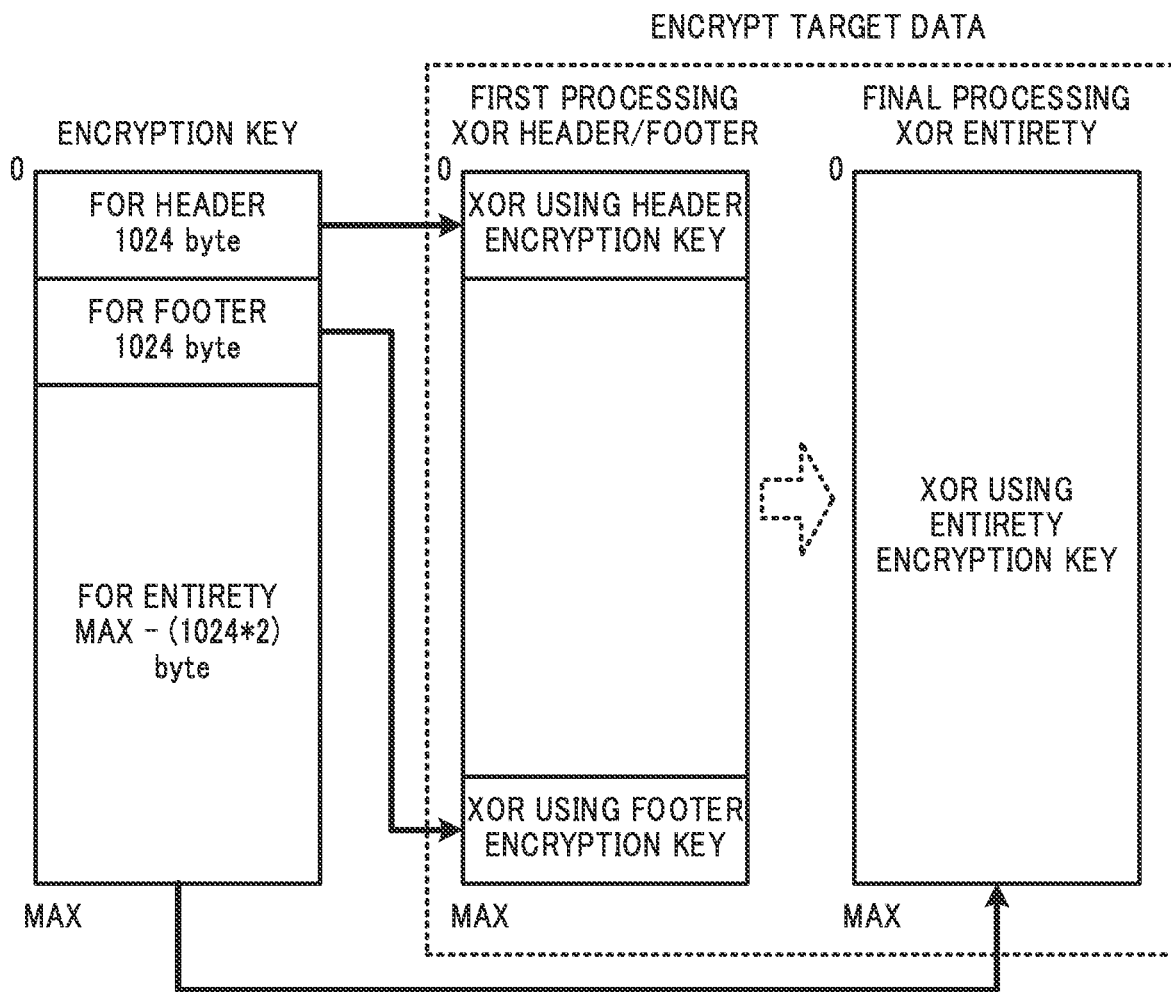 ENCRYPT TARGET DATA
ENCRYPTION KEY
FIRST PROCESSING
XOR HEADER/FOOTER
FINAL PROCESSING
XOR ENTIRETY
0
FOR HEADER
1024 byte
FOR FOOTER
1024 byte
FOR ENTIRETY
MAX - (1024*2)
byte
MAX
0
XOR USING HEADER
ENCRYPTION KEY
XOR USING FOOTER
ENCRYPTION KEY
MAX
0
XOR USING
ENTIRETY
ENCRYPTION KEY
MAX